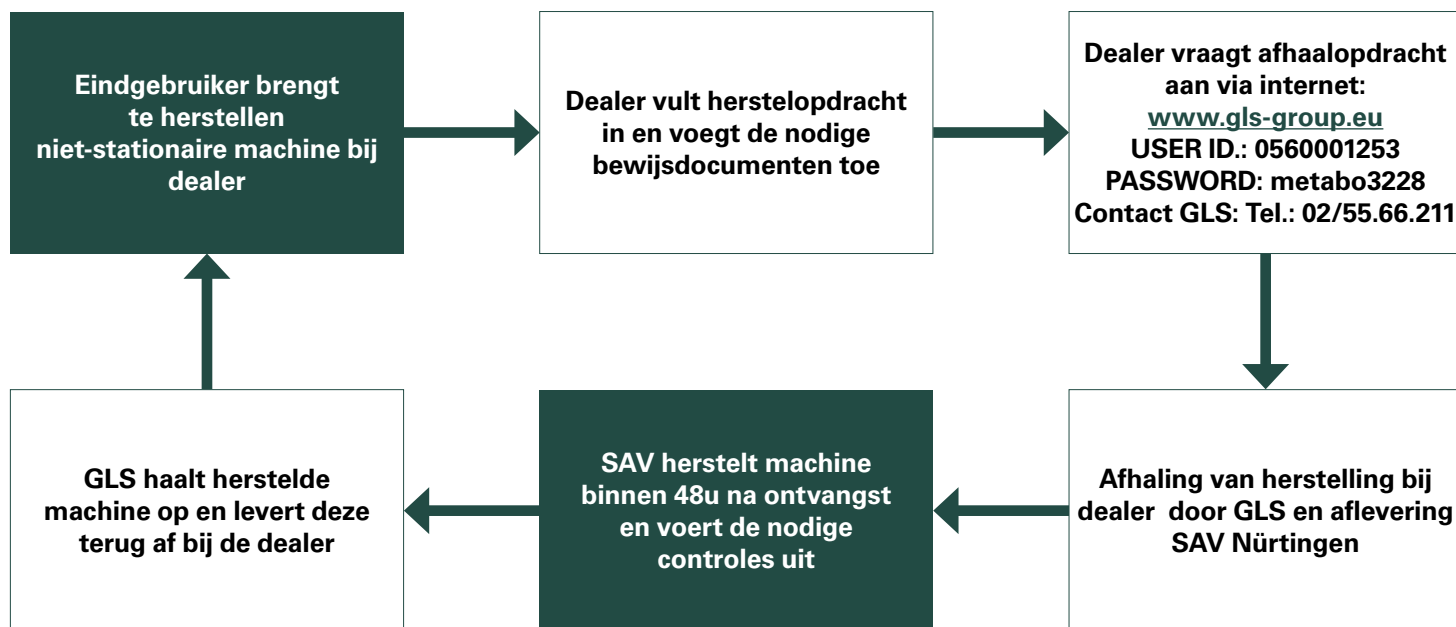 Eindgebruiker brengt
te herstellen
niet-stationaire machine bij
dealer
Dealer vult herstelopdracht
in en voegt de nodige
bewijsdocumenten toe
Dealer vraagt afhaalopdracht
aan via internet:
www.gls-group.eu
USER ID.: 0560001253
PASSWORD: metabo3228
Contact GLS: Tel.: 02/55.66.211
GLS haalt herstelde
machine op en levert deze
terug af bij de dealer
SAV herstelt machine
binnen 48u na ontvangst
en voert de nodige
controles uit
Afhaling van herstelling bij
dealer door GLS en aflevering
SAV Nürtingen